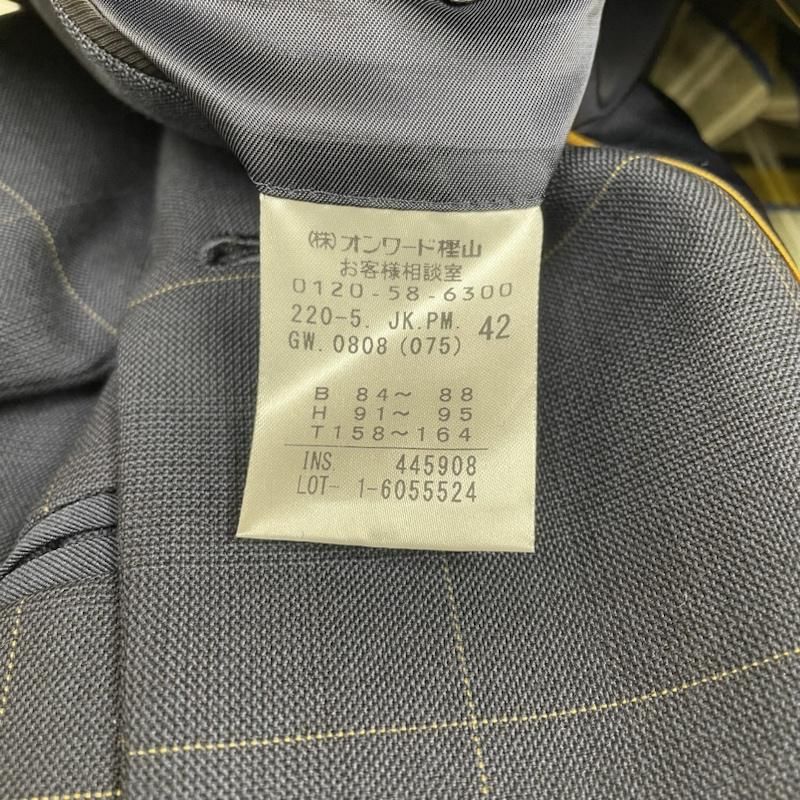 (株)オンワード樫山
お客様相談室
0120-58-6300
220-5. JK.PM. 42
GW. 0808 (075)
B 84～ 88
H 91～ 95
T158～164
INS 445908
LOT- 1-6055524